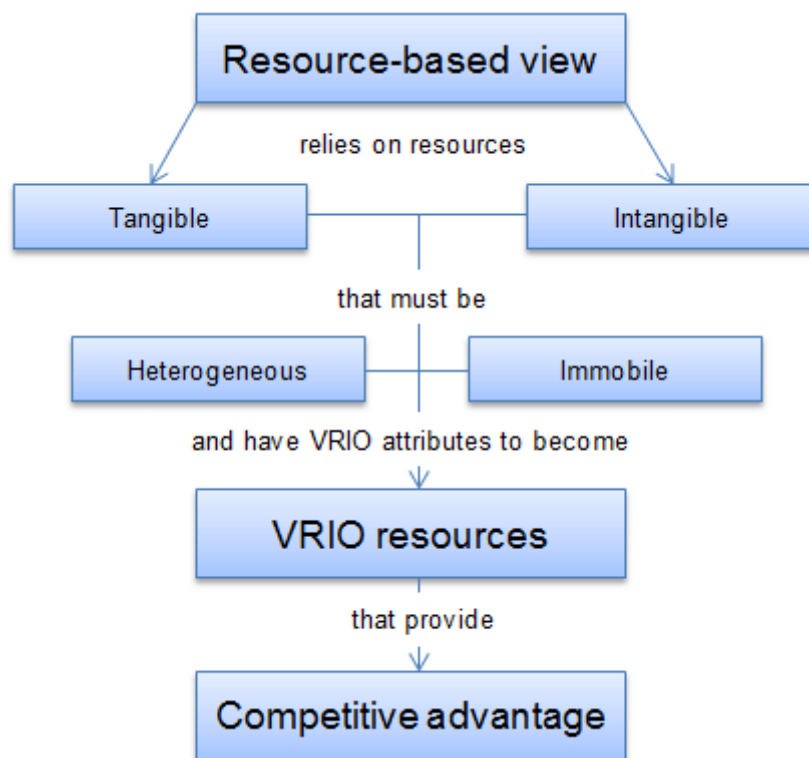 Resource-based view
relies on resources
Tangible
Intangible
that must be
Heterogeneous
Immobile
and have VRIO attributes to become
VRIO resources
that provide
Competitive advantage